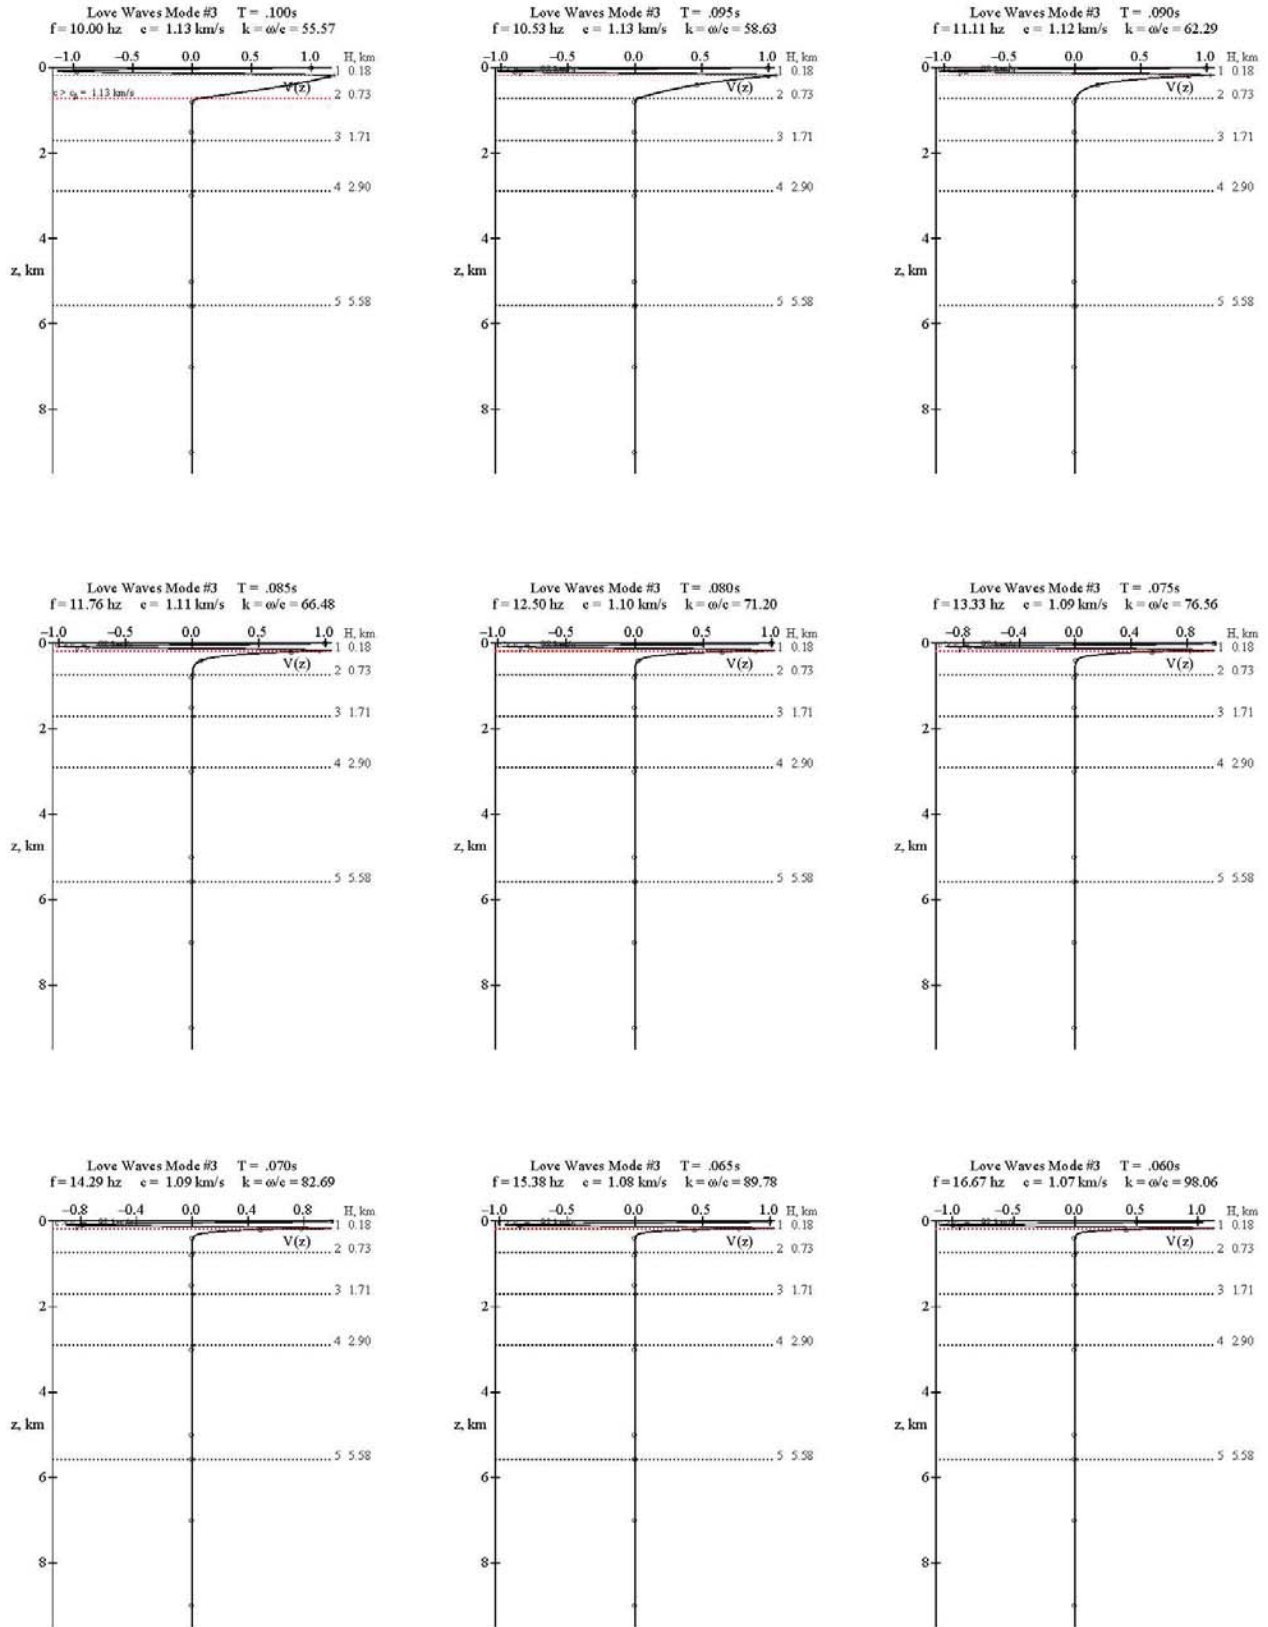 Love Waves Mode #3 T = .100s
f = 10.00 hz c = 1.13 km/s k = ω/c = 55.57
−1.0 −0.5 0.0 0.5 1.0 H, km
0
1 0.18
V(z)
c > cβ = 1.13 km/s
2 0.73
3 1.71
2
4 2.90
4
z, km
5 5.58
6
8
Love Waves Mode #3 T = .095s
f = 10.53 hz c = 1.13 km/s k = ω/c = 58.63
−1.0 −0.5 0.0 0.5 1.0 H, km
0
1 0.18
V(z)
2 0.73
3 1.71
2
4 2.90
4
z, km
5 5.58
6
8
Love Waves Mode #3 T = .090s
f = 11.11 hz c = 1.12 km/s k = ω/c = 62.29
−1.0 −0.5 0.0 0.5 1.0 H, km
0
1 0.18
V(z)
2 0.73
3 1.71
2
4 2.90
4
z, km
5 5.58
6
8
Love Waves Mode #3 T = .085s
f = 11.76 hz c = 1.11 km/s k = ω/c = 66.48
−1.0 −0.5 0.0 0.5 1.0 H, km
0
1 0.18
V(z)
2 0.73
3 1.71
2
4 2.90
4
z, km
5 5.58
6
8
Love Waves Mode #3 T = .080s
f = 12.50 hz c = 1.10 km/s k = ω/c = 71.20
−1.0 −0.5 0.0 0.5 1.0 H, km
0
1 0.18
V(z)
2 0.73
3 1.71
2
4 2.90
4
z, km
5 5.58
6
8
Love Waves Mode #3 T = .075s
f = 13.33 hz c = 1.09 km/s k = ω/c = 76.56
−0.8 −0.4 0.0 0.4 0.8 H, km
0
1 0.18
V(z)
2 0.73
3 1.71
2
4 2.90
4
z, km
5 5.58
6
8
Love Waves Mode #3 T = .070s
f = 14.29 hz c = 1.09 km/s k = ω/c = 82.69
−0.8 −0.4 0.0 0.4 0.8 H, km
0
1 0.18
V(z)
2 0.73
3 1.71
2
4 2.90
4
z, km
5 5.58
6
8
Love Waves Mode #3 T = .065s
f = 15.38 hz c = 1.08 km/s k = ω/c = 89.78
−1.0 −0.5 0.0 0.5 1.0 H, km
0
1 0.18
V(z)
2 0.73
3 1.71
2
4 2.90
4
z, km
5 5.58
6
8
Love Waves Mode #3 T = .060s
f = 16.67 hz c = 1.07 km/s k = ω/c = 98.06
−1.0 −0.5 0.0 0.5 1.0 H, km
0
1 0.18
V(z)
2 0.73
3 1.71
2
4 2.90
4
z, km
5 5.58
6
8